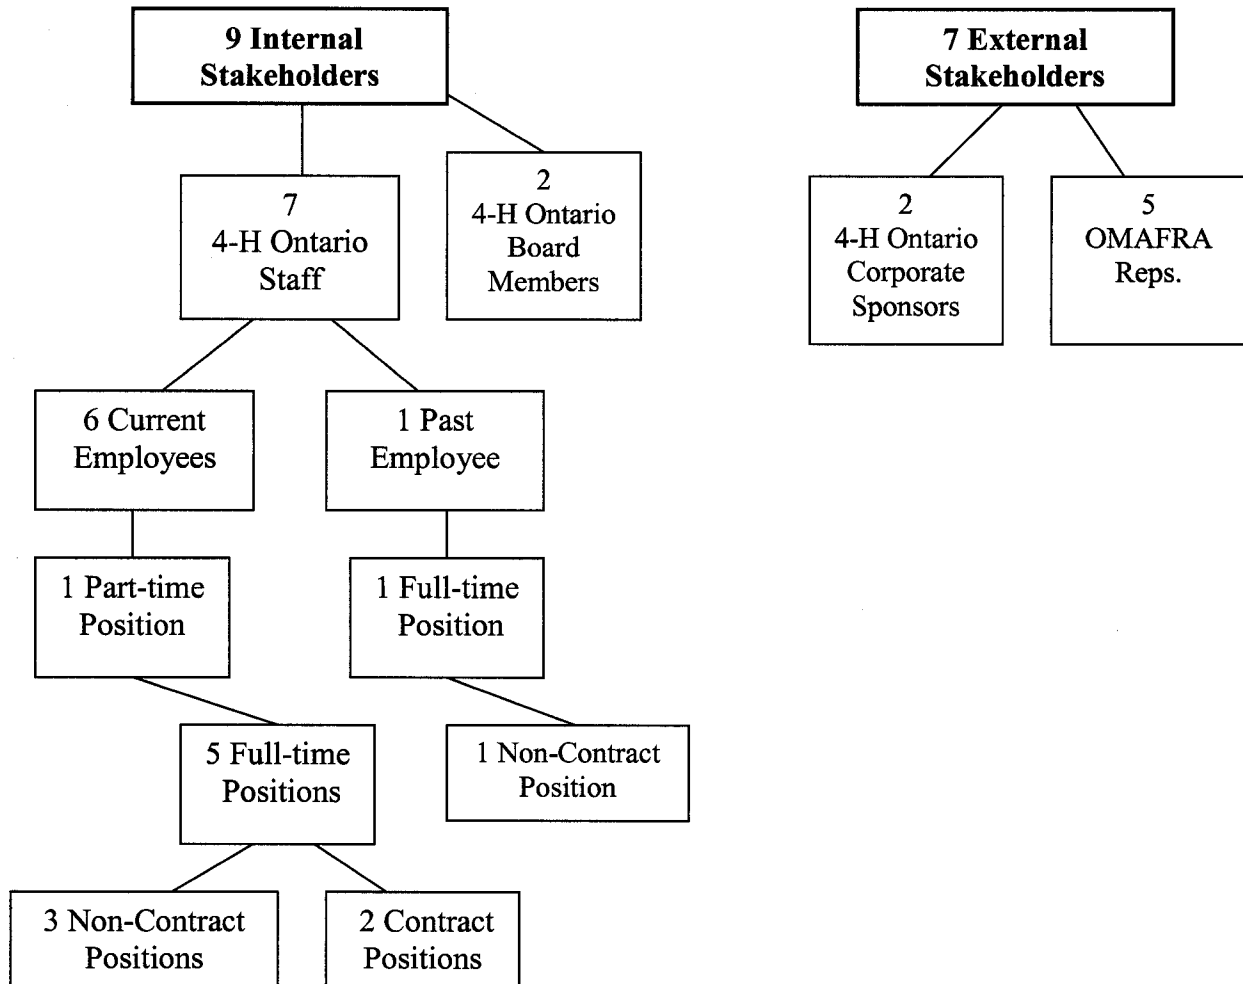 9 Internal
Stakeholders
7 External
Stakeholders
7
4-H Ontario
Staff
2
4-H Ontario
Board
Members
2
4-H Ontario
Corporate
Sponsors
5
OMAFRA
Reps.
6 Current
Employees
1 Past
Employee
1 Part-time
Position
1 Full-time
Position
5 Full-time
Positions
1 Non-Contract
Position
3 Non-Contract
Positions
2 Contract
Positions